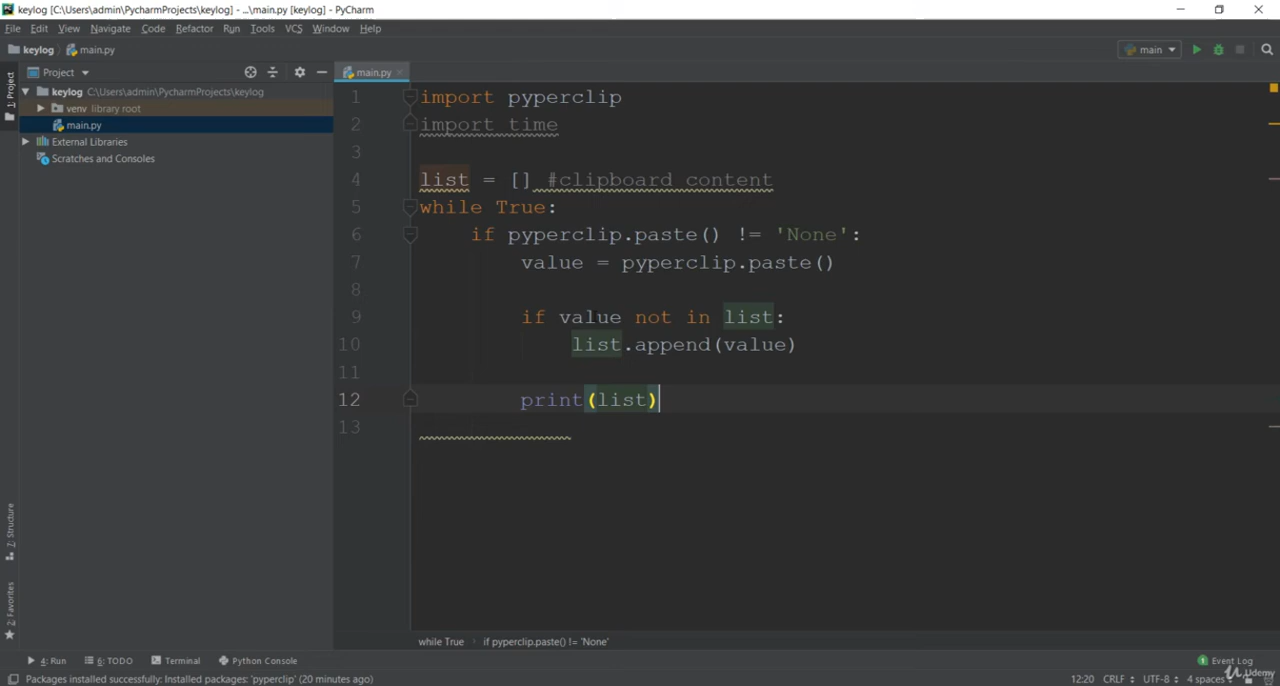 keylog [C:\Users\admin\PycharmProjects\keylog] - ...\main.py [keylog] - PyCharm
File Edit View Navigate Code Refactor Run Tools VCS Window Help
keylog main.py main
Project main.py
1: Project
keylog C:\Users\admin\PycharmProjects\keylog
venv library root
main.py
External Libraries
Scratches and Consoles
1 import pyperclip
2 import time
3
4 list = [] #clipboard content
5 while True:
6 if pyperclip.paste() != 'None':
7 value = pyperclip.paste()
8
9 if value not in list:
10 list.append(value)
11
12 print(list)
13
7: Structure
2: Favorites
while True if pyperclip.paste() != 'None'
4: Run 6: TODO Terminal Python Console 1 Event Log
Packages installed successfully: Installed packages: 'pyperclip' (20 minutes ago) 12:20 CRLF UTF-8 4 spaces
Udemy